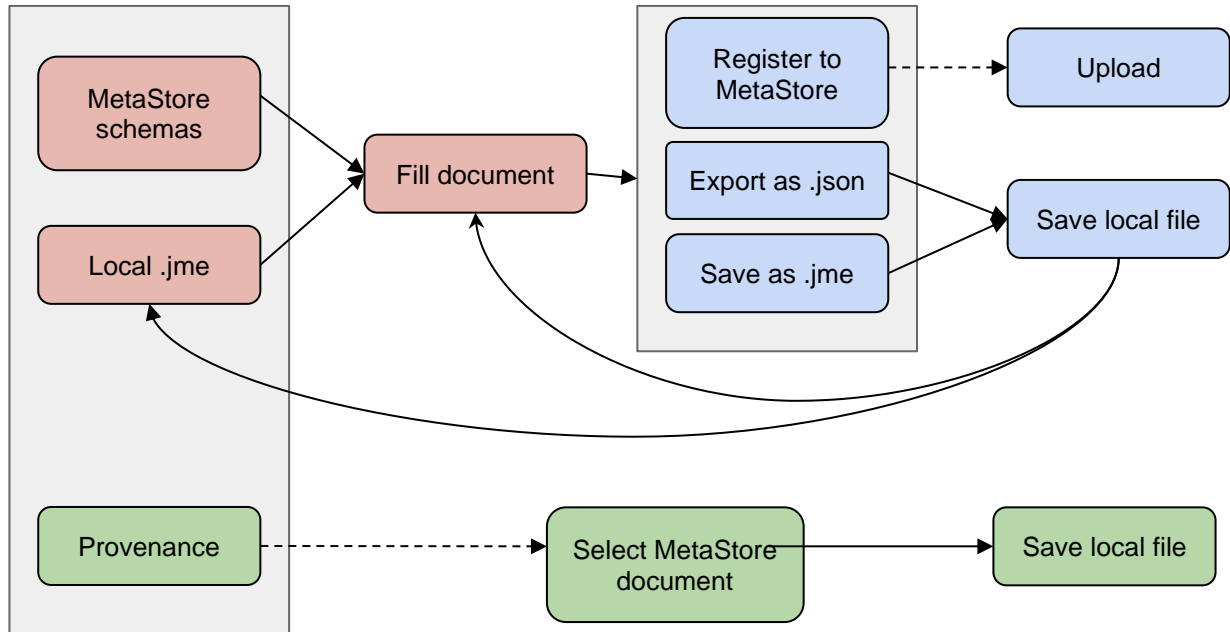 MetaStore
schemas
Local .jme
Fill document
Register to
MetaStore
Export as .json
Save as .jme
Upload
Save local file
Provenance
Select MetaStore
document
Save local file